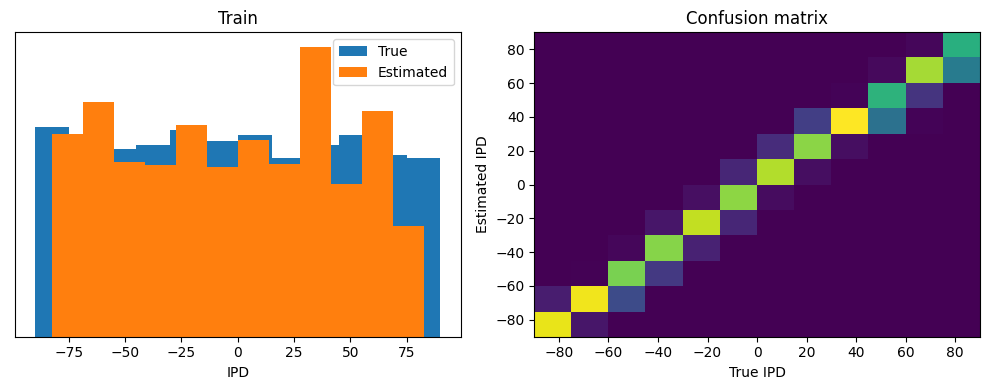 Train
True
Estimated
−75 −50 −25 0 25 50 75
IPD
Confusion matrix
80
60
40
20
0
−20
−40
−60
−80
Estimated IPD
−80 −60 −40 −20 0 20 40 60 80
True IPD